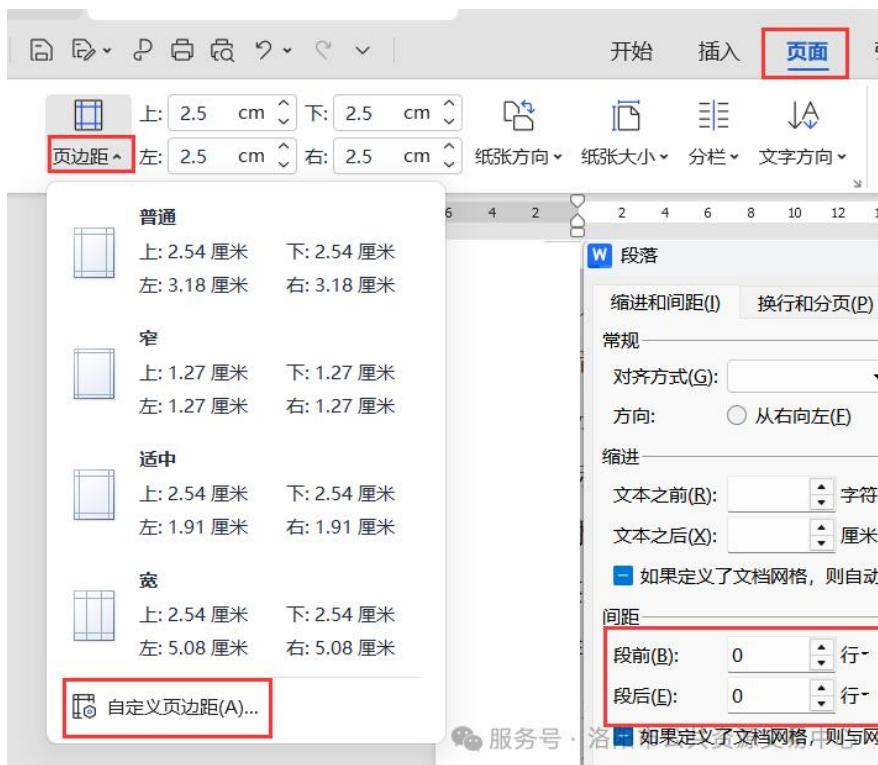 开始 插入 页面
上: 2.5 cm 下: 2.5 cm 纸张方向 纸张大小 分栏 文字方向
页边距 左: 2.5 cm 右: 2.5 cm
普通
上: 2.54 厘米 下: 2.54 厘米
左: 3.18 厘米 右: 3.18 厘米
窄
上: 1.27 厘米 下: 1.27 厘米
左: 1.27 厘米 右: 1.27 厘米
适中
上: 2.54 厘米 下: 2.54 厘米
左: 1.91 厘米 右: 1.91 厘米
宽
上: 2.54 厘米 下: 2.54 厘米
左: 5.08 厘米 右: 5.08 厘米
自定义页边距(A)...
6 4 2 2 4 6 8 10 12
W 段落
缩进和间距(I) 换行和分页(P)
常规
对齐方式(G):
方向: 从右向左(F)
缩进
文本之前(R): 字符
文本之后(X): 厘米
如果定义了文档网格，则自动
间距
段前(B): 0 行
段后(E): 0 行
如果定义了文档网格，则与网
服务号